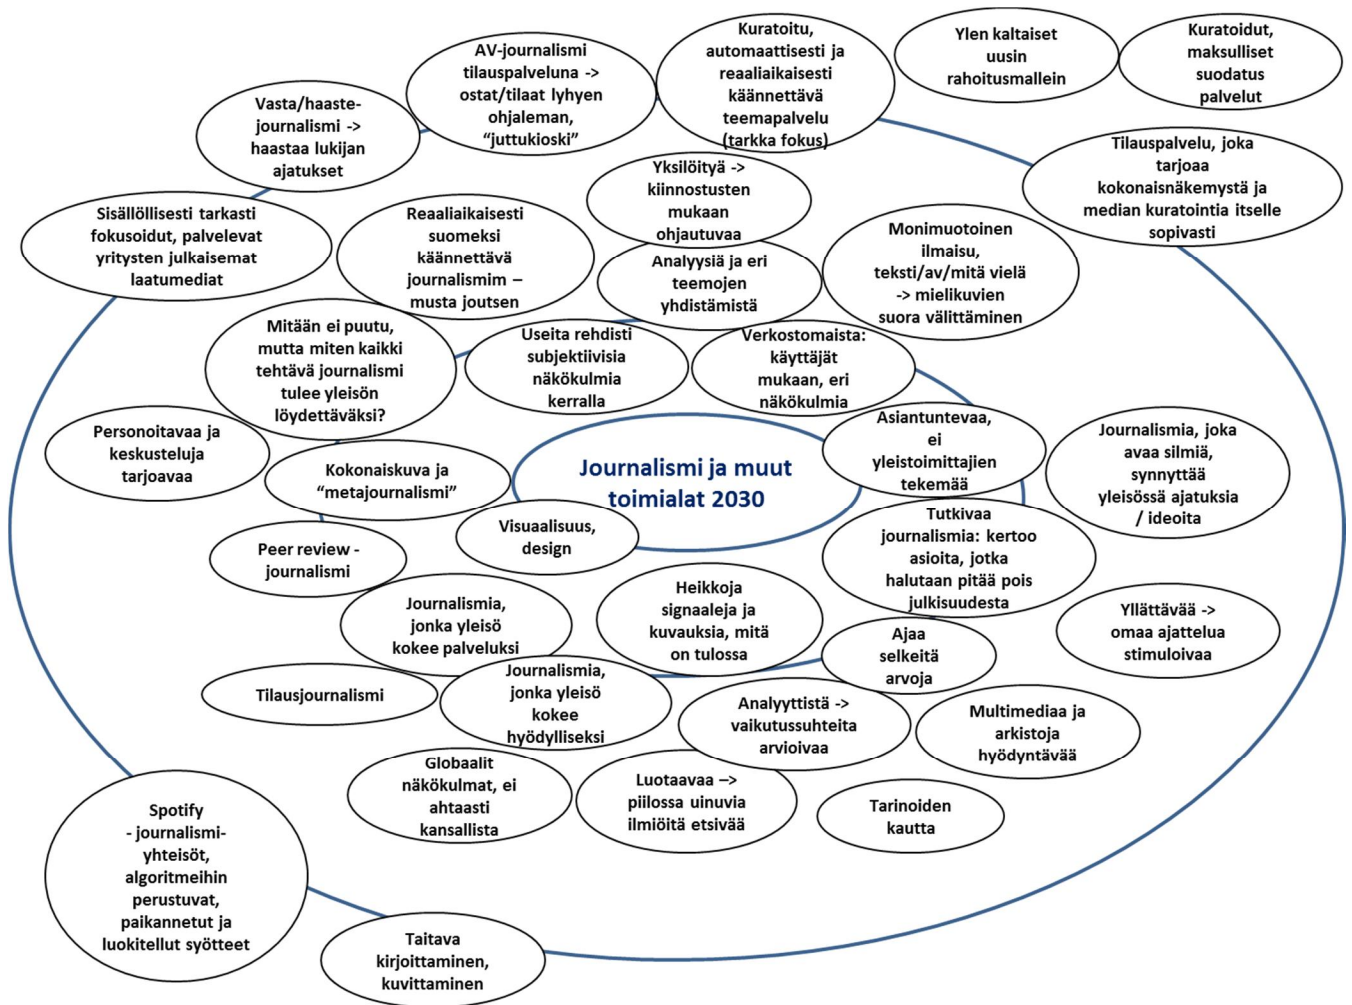 AV-journalismi
tilauspalveluna ->
ostat/tilaat lyhyen
ohjaleman,
“juttukioski”
Kuratoitu,
automaattisesti ja
reaaliaikaisesti
käännettävä
teemapalvelu
(tarkka fokus)
Ylen kaltaiset
uusin
rahoitusmallein
Kuratoidut,
maksulliset
suodatus
palvelut
Vasta/haaste-
journalismi ->
haastaa lukijan
ajatukset
Tilauspalvelu, joka
tarjoaa
kokonaisnäkemystä ja
median kuratointia itselle
sopivasti
Yksilöityä ->
kiinnostusten
mukaan
ohjautuvaa
Sisällöllisesti tarkasti
fokusoidut, palvelevat
yritysten julkaisemat
laatumediat
Reaaliaikaisesti
suomeksi
käännettävä
journalismim –
musta joutsen
Analyysiä ja eri
teemojen
yhdistämistä
Monimuotoinen
ilmaisu,
teksti/av/mitä vielä
-> mielikuvien
suora välittäminen
Mitään ei puutu,
mutta miten kaikki
tehtävä journalismi
tulee yleisön
löydettäväksi?
Useita rehdisti
subjektiivisia
näkökulmia
kerralla
Verkostomaista:
käyttäjät
mukaan, eri
näkökulmia
Personoitavaa ja
keskusteluja
tarjoavaa
Kokonaiskuva ja
“metajournalismi”
Journalismi ja muut
toimialat 2030
Asiantuntevaa,
ei
yleistoimittajien
tekemää
Journalismia, joka
avaa silmiä,
synnyttää
yleisössä ajatuksia
/ ideoita
Visuaalisuus,
design
Peer review -
journalismi
Tutkivaa
journalismia: kertoo
asioita, jotka
halutaan pitää pois
julkisuudesta
Journalismia,
jonka yleisö
kokee palveluksi
Heikkoja
signaaleja ja
kuvauksia, mitä
on tulossa
Ajaa
selkeitä
arvoja
Yllättävää ->
omaa ajattelua
stimuloivaa
Tilausjournalismi
Journalismia,
jonka yleisö
kokee
hyödylliseksi
Analyyttistä ->
vaikutussuhteita
arvioivaa
Multimediaa ja
arkistoja
hyödyntävää
Globaalit
näkökulmat, ei
ahtaasti
kansallista
Luotaavaa –>
piilossa uinuvia
ilmiöitä etsivää
Tarinoiden
kautta
Spotify
- journalismi-
yhteisöt,
algoritmeihin
perustuvat,
paikannetut ja
luokitellut syötteet
Taitava
kirjoittaminen,
kuvittaminen